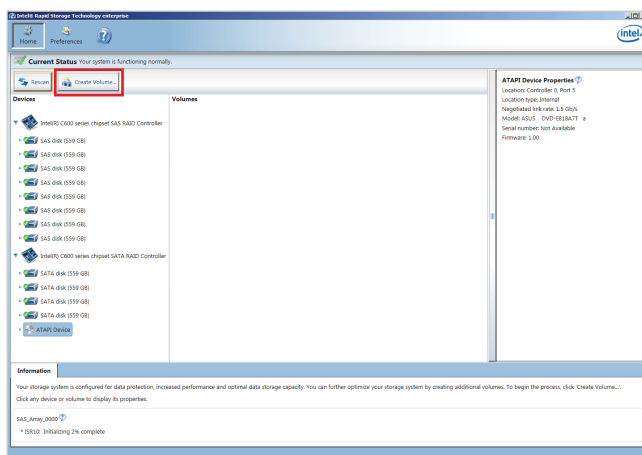 Intel® Rapid Storage Technology enterprise
Home
Preferences
intel
Current Status Your system is functioning normally.
Rescan
Create Volume...
Devices
Volumes
Intel(R) C600 series chipset SAS RAID Controller
SAS disk (559 GB)
SAS disk (559 GB)
SAS disk (559 GB)
SAS disk (559 GB)
SAS disk (559 GB)
SAS disk (559 GB)
SAS disk (559 GB)
SAS disk (559 GB)
Intel(R) C600 series chipset SATA RAID Controller
SATA disk (559 GB)
SATA disk (559 GB)
SATA disk (559 GB)
SATA disk (559 GB)
ATAPI Device
ATAPI Device Properties
Location: Controller 0, Port 5
Location type: Internal
Negotiated link rate: 1.5 Gb/s
Model: ASUS DVD-E818A7T a
Serial number: Not Available
Firmware: 1.00
Information
Your storage system is configured for data protection, increased performance and optimal data storage capacity. You can further optimize your storage system by creating additional volumes. To begin the process, click 'Create Volume...'.
Click any device or volume to display its properties.
SAS_Array_0000
• ISR10: Initializing 2% complete